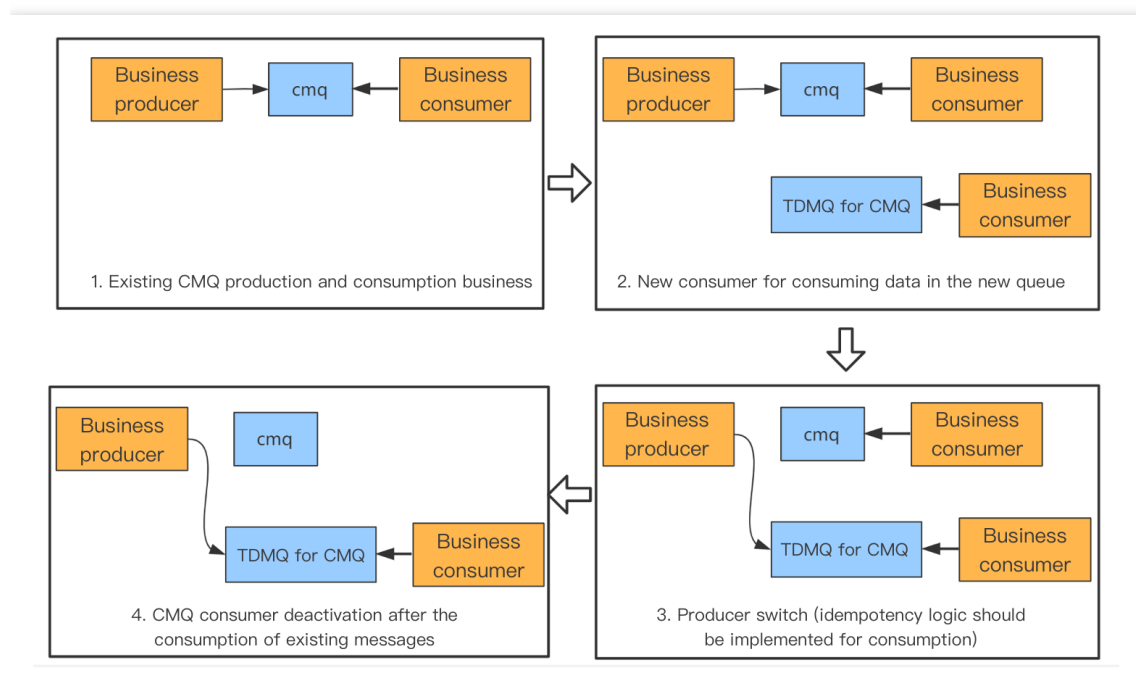 Business
producer
cmq
Business
consumer
1. Existing CMQ production and consumption business
Business
producer
cmq
Business
consumer
TDMQ for CMQ
Business
consumer
2. New consumer for consuming data in the new queue
Business
producer
cmq
Business
consumer
TDMQ for CMQ
Business
consumer
3. Producer switch (idempotency logic should
be implemented for consumption)
Business
producer
cmq
TDMQ for CMQ
Business
consumer
4. CMQ consumer deactivation after the
consumption of existing messages